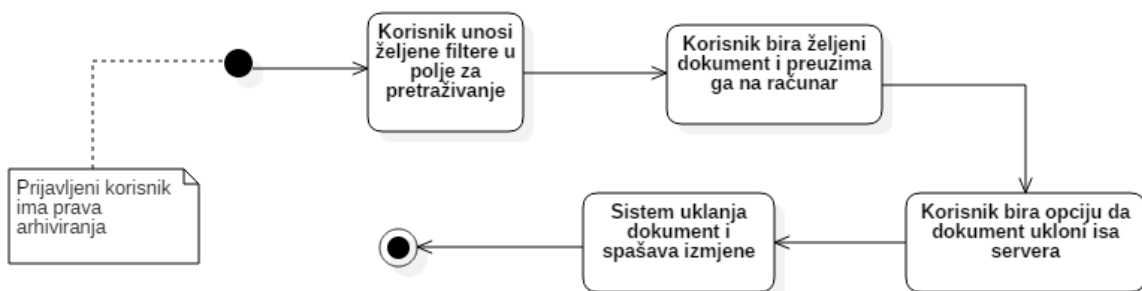 Korisnik unosi
željene filtere u
polje za
pretraživanje
Korisnik bira željeni
dokument i preuzima
ga na računar
Prijavljeni korisnik
ima prava
arhiviranja
Korisnik bira opciju da
dokument ukloni isa
servera
Sistem uklanja
dokument i
spašava izmjene